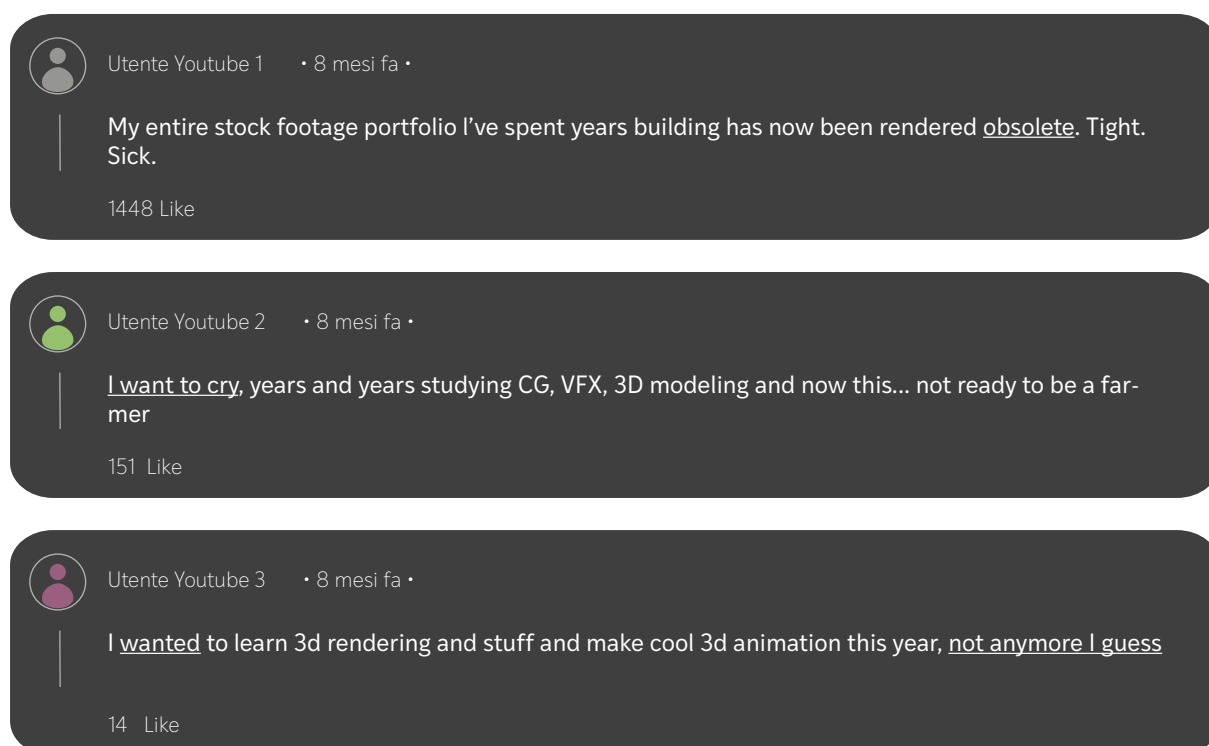 Utente Youtube 1 • 8 mesi fa •
My entire stock footage portfolio I’ve spent years building has now been rendered obsolete. Tight.
Sick.
1448 Like
Utente Youtube 2 • 8 mesi fa •
I want to cry, years and years studying CG, VFX, 3D modeling and now this... not ready to be a far-
mer
151 Like
Utente Youtube 3 • 8 mesi fa •
I wanted to learn 3d rendering and stuff and make cool 3d animation this year, not anymore I guess
14 Like